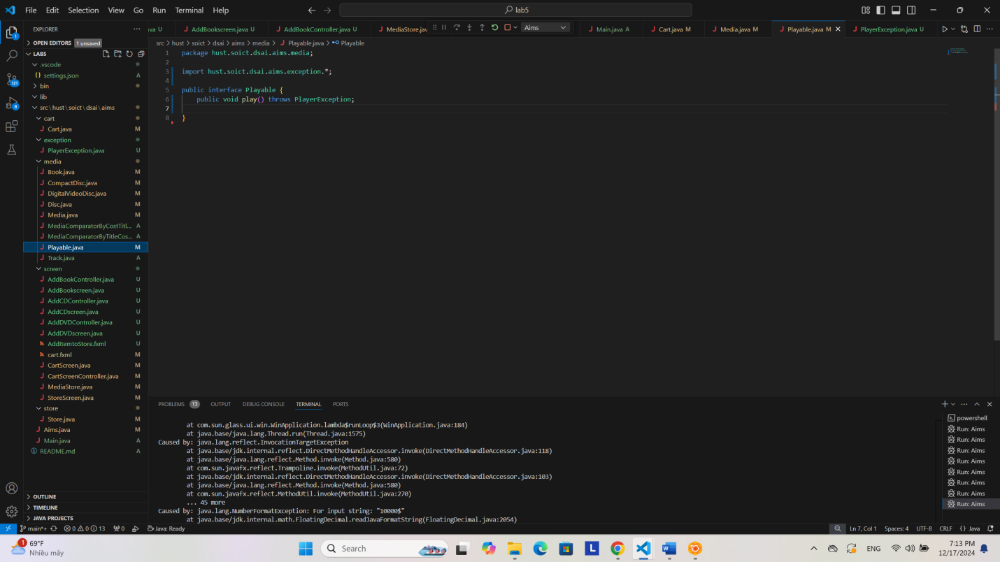 File Edit Selection View Go Run Terminal Help
lab5
EXPLORER
va U
AddBookscreen.java U
AddBookController.java U
MediaStore.jav
Aims
Main.java A
Cart.java M
Media.java M
Playable.java M
PlayerException.java U
src > hust > soict > dsai > aims > media > Playable.java > Playable
OPEN EDITORS 1 unsaved
LAB5
.vscode
settings.json A
bin
lib
src\hust\soict\dsai\aims
cart
Cart.java M
exception
PlayerException.java U
media
Book.java M
CompactDisc.java M
DigitalVideoDisc.java M
Disc.java M
Media.java M
MediaComparatorByCostTitl... A
MediaComparatorByTitleCos... A
Playable.java M
Track.java A
screen
AddBookController.java U
AddBookscreen.java U
AddCDController.java U
AddCDscreen.java U
AddDVDController.java U
AddDVDscreen.java U
AddItemtoStore.fxml U
cart.fxml M
CartScreen.java M
CartScreenController.java M
MediaStore.java M
StoreScreen.java M
store
Store.java M
Aims.java M
Main.java A
README.md A
OUTLINE
TIMELINE
JAVA PROJECTS
1
121
8
1 package hust.soict.dsai.aims.media;
2
3 import hust.soict.dsai.aims.exception.*;
4
5 public interface Playable {
6 public void play() throws PlayerException;
7
8 }
PROBLEMS 13 OUTPUT DEBUG CONSOLE TERMINAL PORTS
at com.sun.glass.ui.win.WinApplication.lambda$runLoop$3(WinApplication.java:184)
at java.base/java.lang.Thread.run(Thread.java:1575)
Caused by: java.lang.reflect.InvocationTargetException
at java.base/jdk.internal.reflect.DirectMethodHandleAccessor.invoke(DirectMethodHandleAccessor.java:118)
at java.base/java.lang.reflect.Method.invoke(Method.java:580)
at com.sun.javafx.reflect.Trampoline.invoke(MethodUtil.java:72)
at java.base/jdk.internal.reflect.DirectMethodHandleAccessor.invoke(DirectMethodHandleAccessor.java:103)
at java.base/java.lang.reflect.Method.invoke(Method.java:580)
at com.sun.javafx.reflect.MethodUtil.invoke(MethodUtil.java:270)
... 45 more
Caused by: java.lang.NumberFormatException: For input string: "10000$"
at java.base/jdk.internal.math.FloatingDecimal.readJavaFormatString(FloatingDecimal.java:2054)
powershell
Run: Aims
Run: Aims
Run: Aims
Run: Aims
Run: Aims
Run: Aims
Run: Aims
Run: Aims
main*+ 0 0 13 0 Java: Ready
Ln 7, Col 1 Spaces: 4 UTF-8 CRLF {} Java
1
69°F
Nhiều mây
Search
L
ENG
7:13 PM
12/17/2024